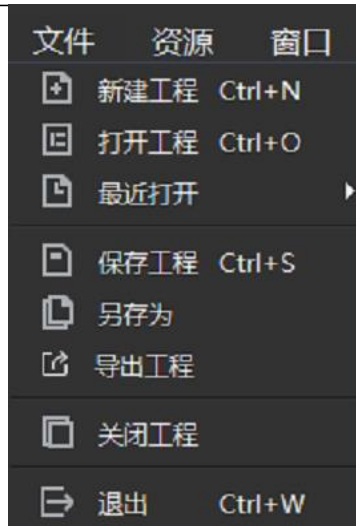 文件 资源 窗口
新建工程 Ctrl+N
打开工程 Ctrl+O
最近打开
保存工程 Ctrl+S
另存为
导出工程
关闭工程
退出 Ctrl+W